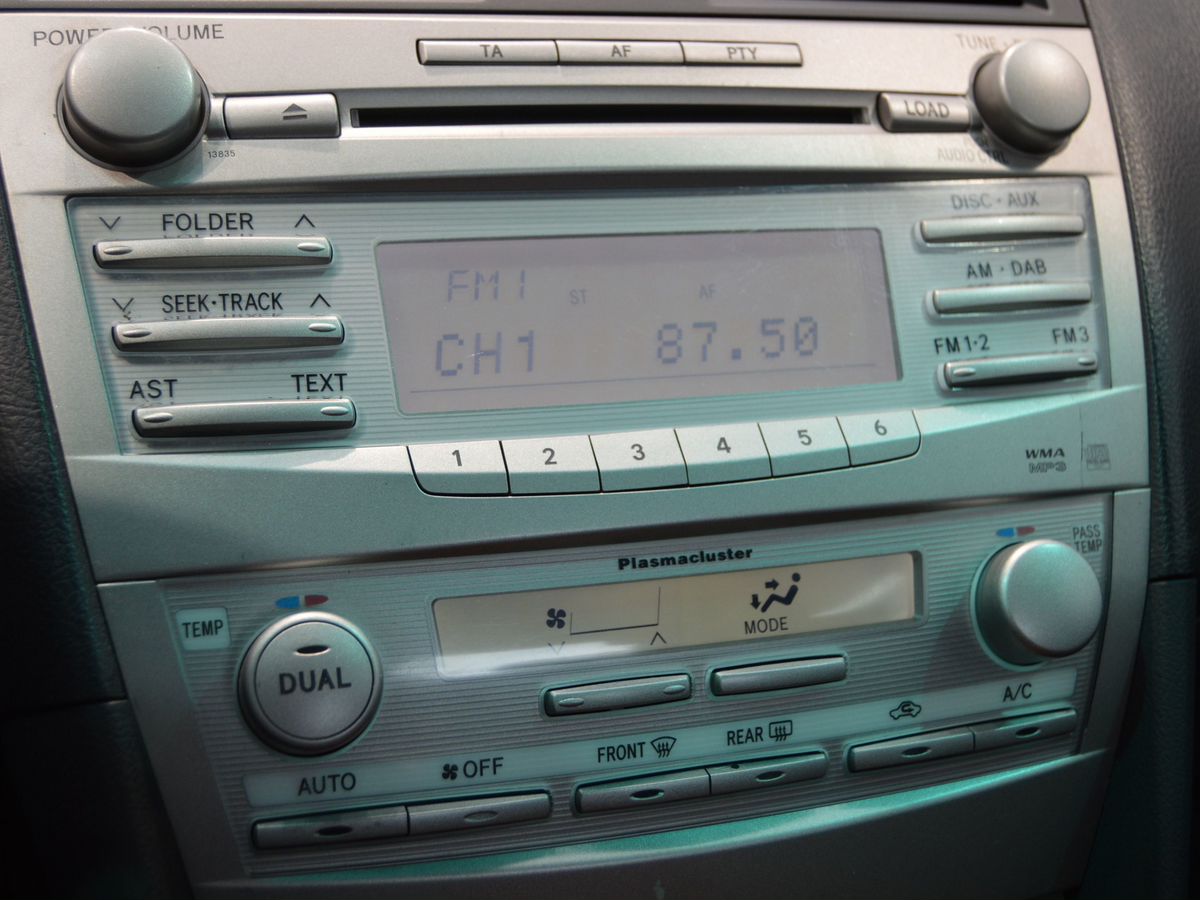 POWER VOLUME
TA AF PTY
TUNE
LOAD
13835
AUDIO CTRL
FOLDER
DISC · AUX
SEEK·TRACK
AM · DAB
AST TEXT
FM1·2 FM3
FM1 ST AF
CH1 87.50
1 2 3 4 5 6
WMA
MP3
Plasmacluster
PASS
TEMP
TEMP
MODE
DUAL
A/C
FRONT REAR
AUTO OFF